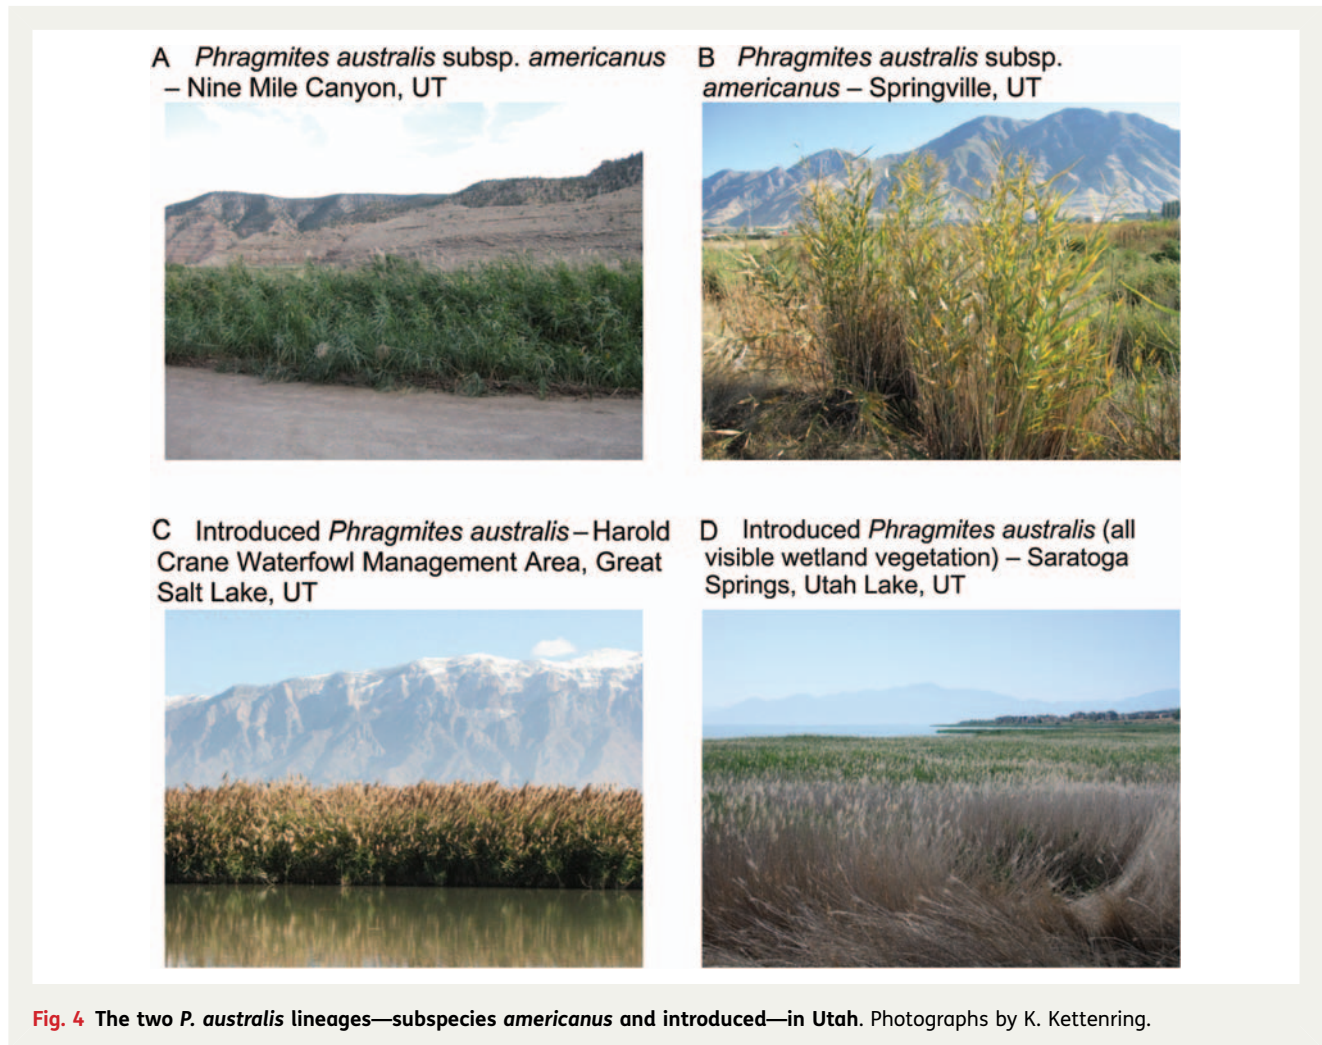 A Phragmites australis subsp. americanus
– Nine Mile Canyon, UT
B Phragmites australis subsp.
americanus – Springville, UT
C Introduced Phragmites australis – Harold
Crane Waterfowl Management Area, Great
Salt Lake, UT
D Introduced Phragmites australis (all
visible wetland vegetation) – Saratoga
Springs, Utah Lake, UT
Fig. 4 The two P. australis lineages—subspecies americanus and introduced—in Utah. Photographs by K. Kettenring.